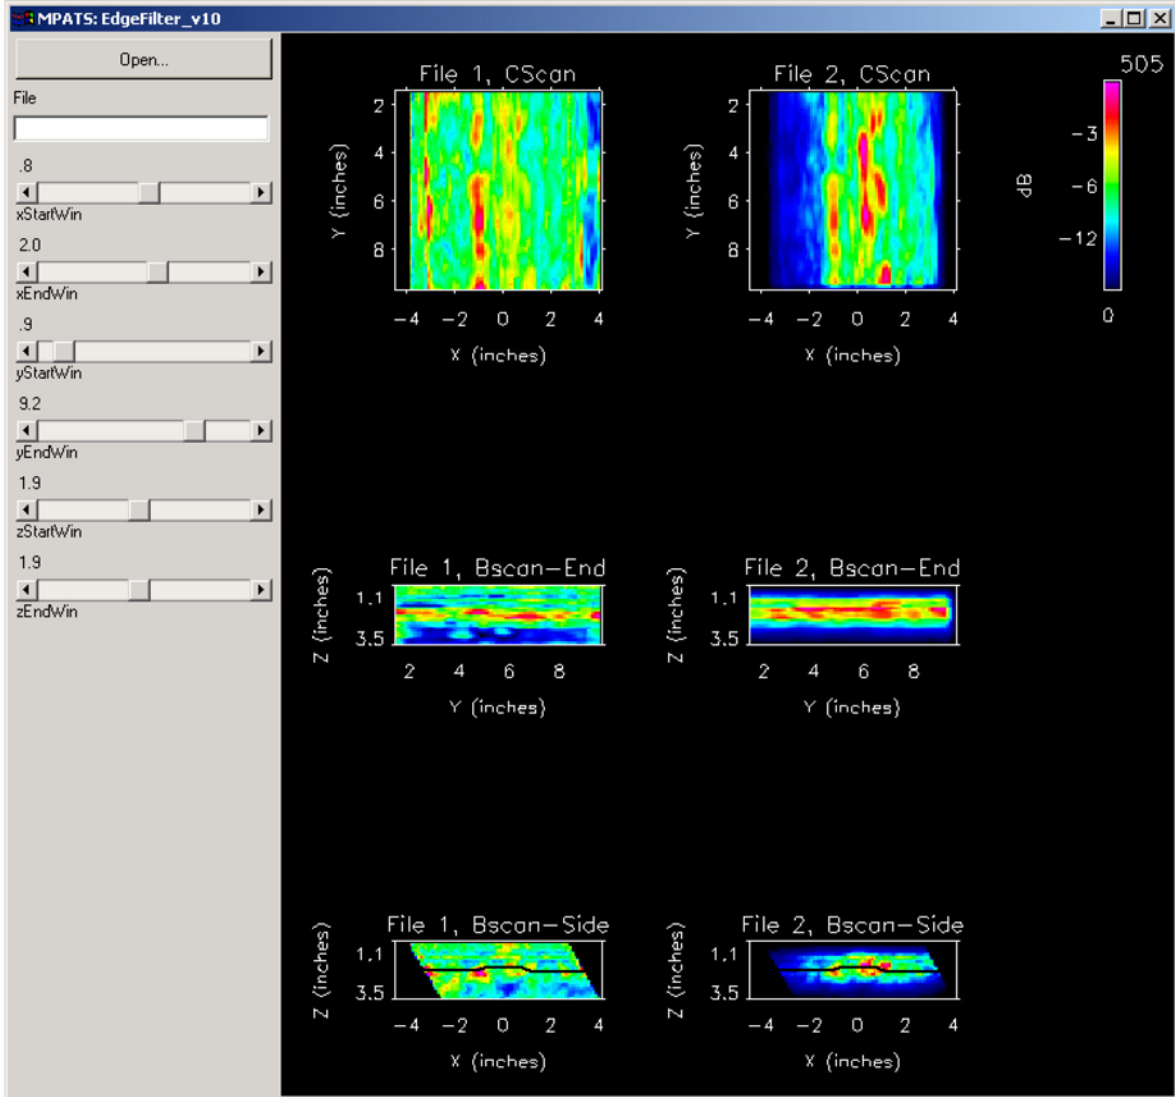 MPATS: EdgeFilter_v10
Open...
File
.8
xStartWin
2.0
xEndWin
.9
yStartWin
9.2
yEndWin
1.9
zStartWin
1.9
zEndWin
File 1, CScan
Y (inches)
2
4
6
8
-4 -2 0 2 4
X (inches)
File 2, CScan
Y (inches)
2
4
6
8
-4 -2 0 2 4
X (inches)
505
dB
-3
-6
-12
0
File 1, Bscan-End
Z (inches)
1.1
3.5
2 4 6 8
Y (inches)
File 2, Bscan-End
Z (inches)
1.1
3.5
2 4 6 8
Y (inches)
File 1, Bscan-Side
Z (inches)
1.1
3.5
-4 -2 0 2 4
X (inches)
File 2, Bscan-Side
Z (inches)
1.1
3.5
-4 -2 0 2 4
X (inches)